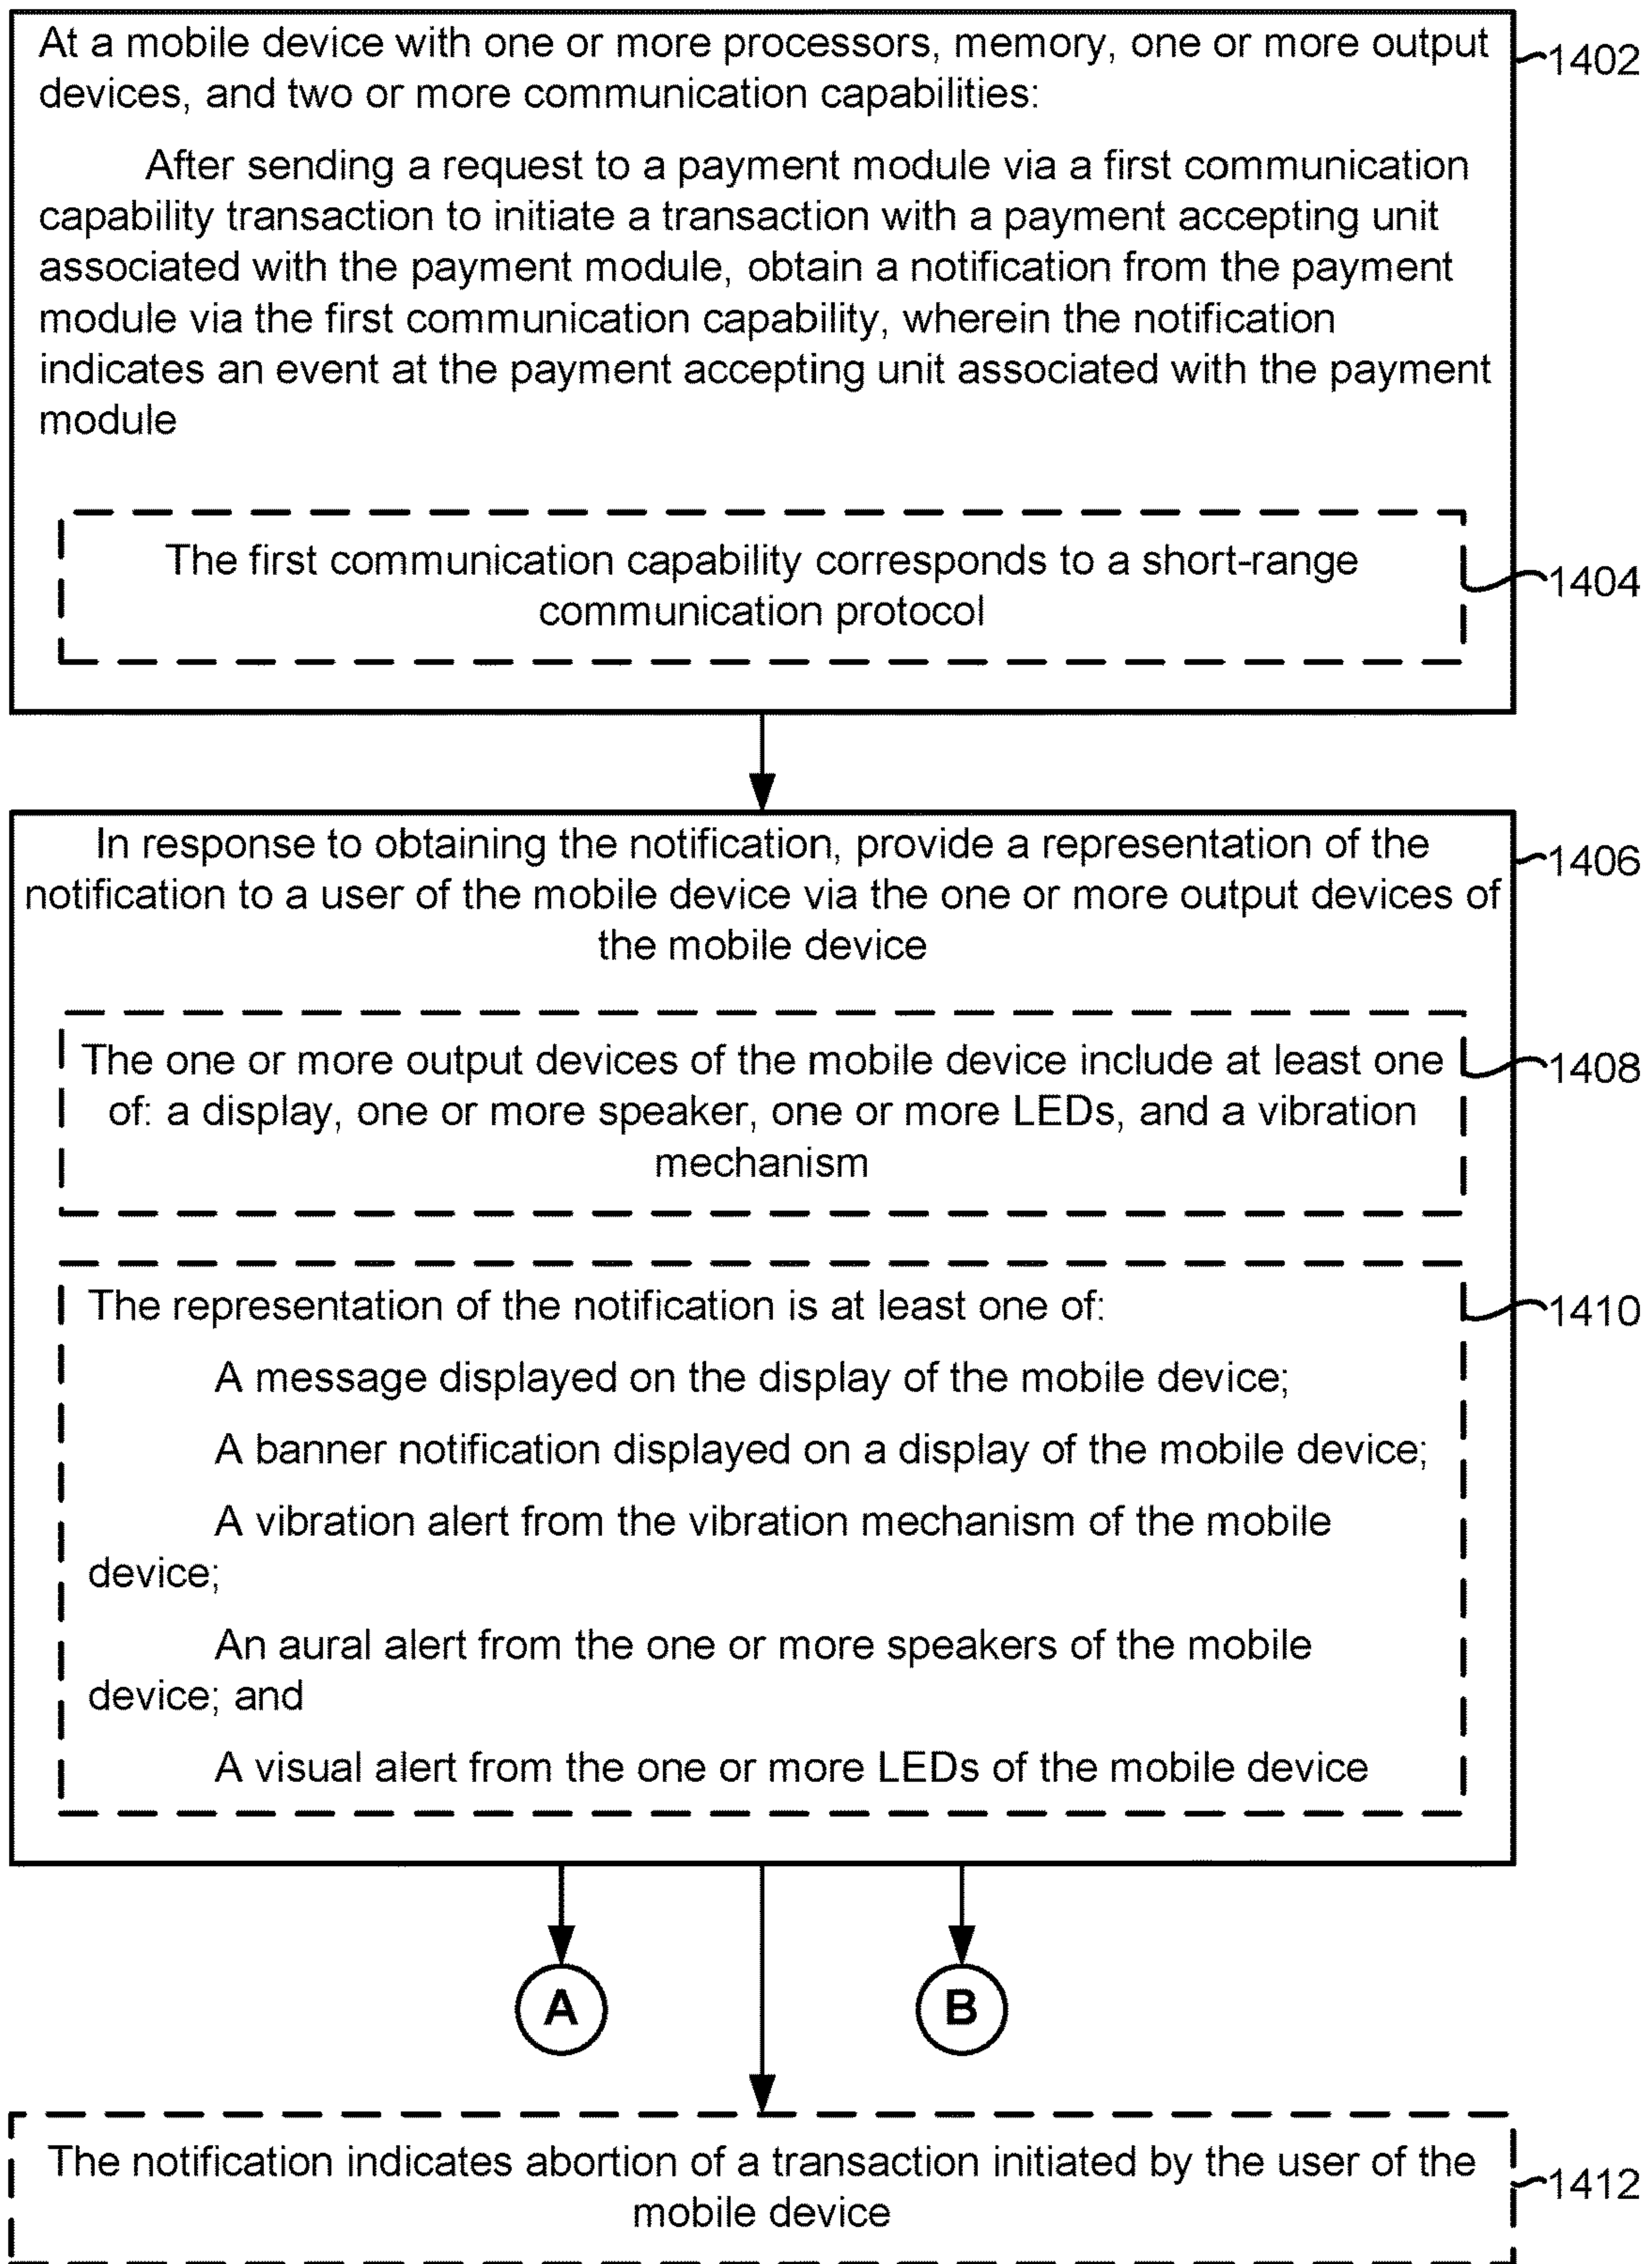 At a mobile device with one or more processors, memory, one or more output
devices, and two or more communication capabilities:
1402
After sending a request to a payment module via a first communication
capability transaction to initiate a transaction with a payment accepting unit
associated with the payment module, obtain a notification from the payment
module via the first communication capability, wherein the notification
indicates an event at the payment accepting unit associated with the payment
module
The first communication capability corresponds to a short-range
communication protocol
1404
In response to obtaining the notification, provide a representation of the
notification to a user of the mobile device via the one or more output devices of
the mobile device
1406
The one or more output devices of the mobile device include at least one
of: a display, one or more speaker, one or more LEDs, and a vibration
mechanism
1408
The representation of the notification is at least one of:
1410
A message displayed on the display of the mobile device;
A banner notification displayed on a display of the mobile device;
A vibration alert from the vibration mechanism of the mobile
device;
An aural alert from the one or more speakers of the mobile
device; and
A visual alert from the one or more LEDs of the mobile device
A
B
The notification indicates abortion of a transaction initiated by the user of the
mobile device
1412